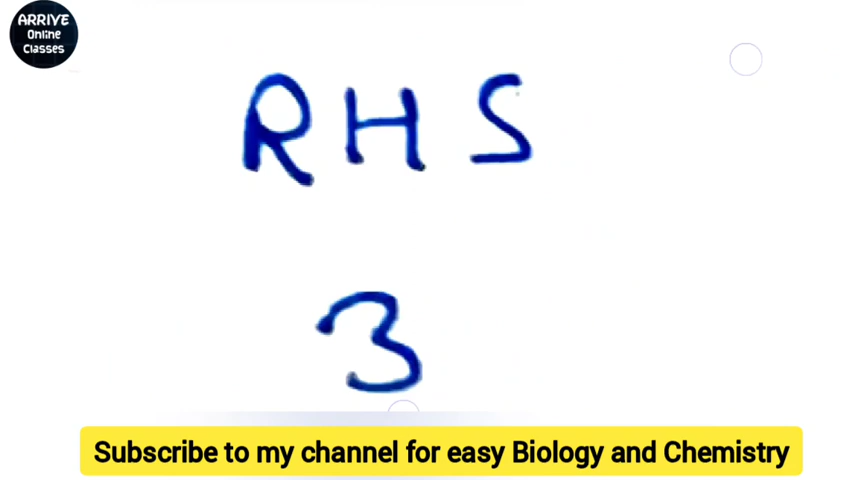 ARRIVE
Online
Classes
RHS
3
Subscribe to my channel for easy Biology and Chemistry